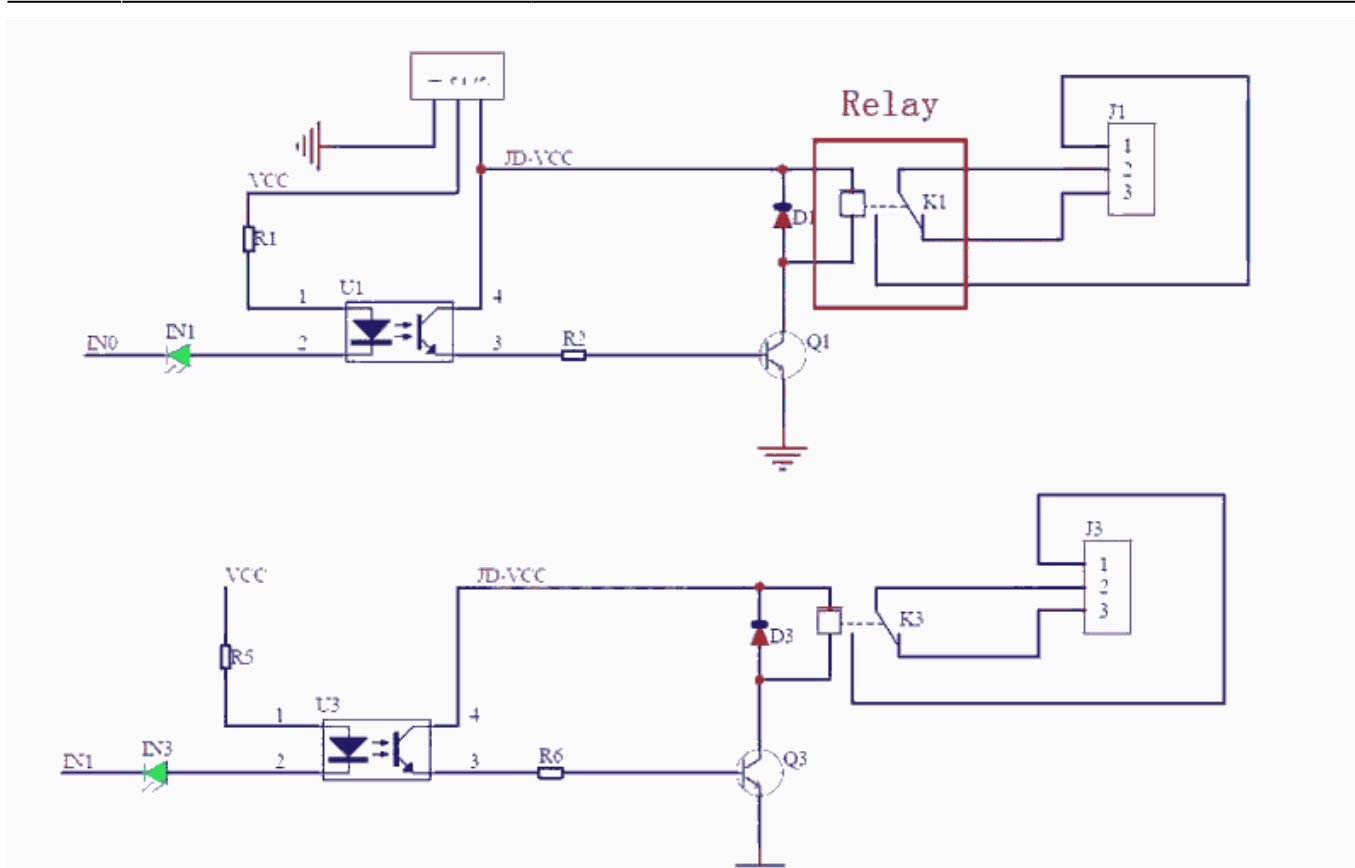 Relay
J1
1
2
3
JD-VCC
VCC
D1
K1
R1
U1
1
4
IN0
IN1
2
3
R2
Q1
J3
1
2
3
VCC
JD-VCC
D3
K3
R5
U3
1
4
IN1
IN3
2
3
R6
Q3